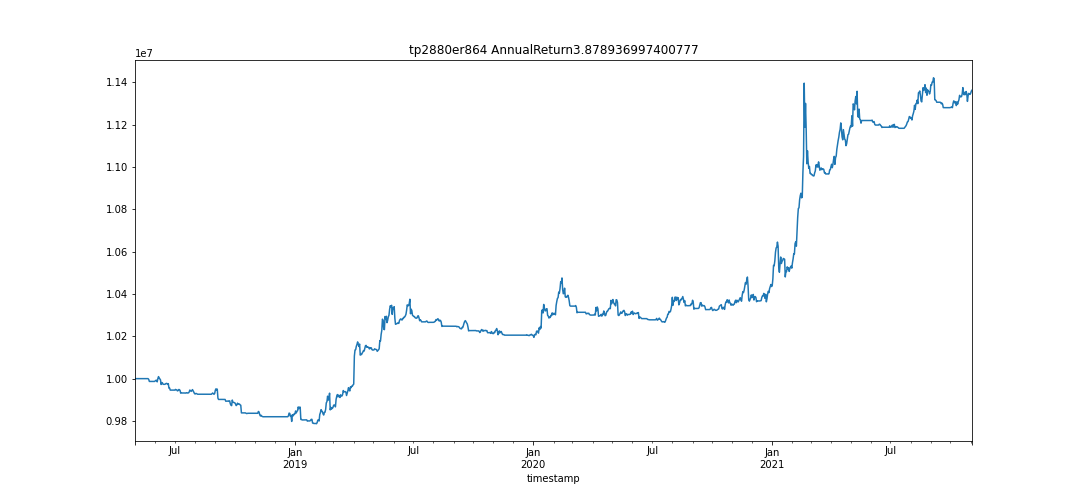 tp2880er864 AnnualReturn3.878936997400777
1e7
1.14
1.12
1.10
1.08
1.06
1.04
1.02
1.00
0.98
Jul Jan Jul Jan Jul Jan Jul
2019 2020 2021
timestamp